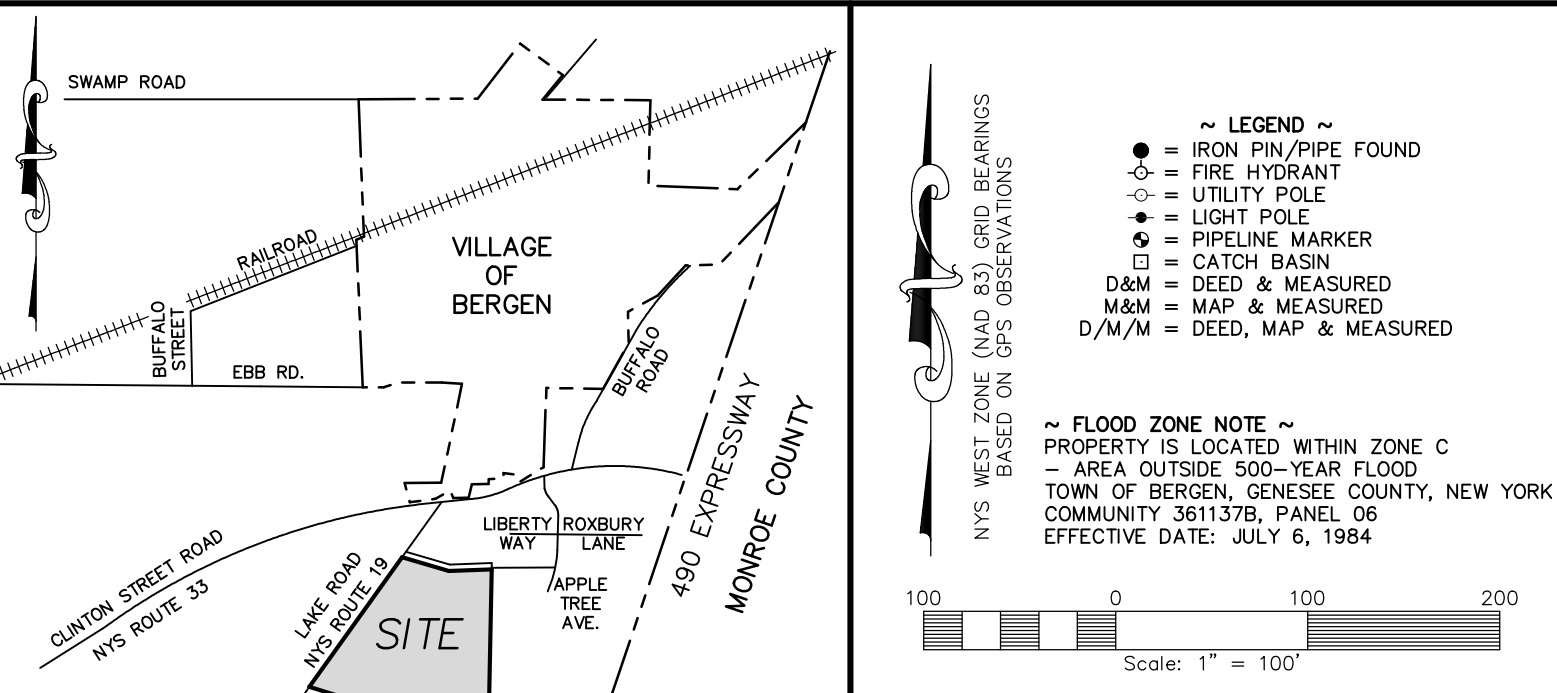 SWAMP ROAD
RAILROAD
VILLAGE
OF
BERGEN
BUFFALO
STREET
EBB RD.
BUFFALO
ROAD
490 EXPRESSWAY
MONROE COUNTY
LIBERTY
WAY
ROXBURY
LANE
CLINTON STREET ROAD
NYS ROUTE 33
LAKE ROAD
NYS ROUTE 19
APPLE
TREE
AVE.
SITE
NYS WEST ZONE (NAD 83) GRID BEARINGS
BASED ON GPS OBSERVATIONS
~ LEGEND ~
= IRON PIN/PIPE FOUND
= FIRE HYDRANT
= UTILITY POLE
= LIGHT POLE
= PIPELINE MARKER
= CATCH BASIN
D&M = DEED & MEASURED
M&M = MAP & MEASURED
D/M/M = DEED, MAP & MEASURED
~ FLOOD ZONE NOTE ~
PROPERTY IS LOCATED WITHIN ZONE C
– AREA OUTSIDE 500–YEAR FLOOD
TOWN OF BERGEN, GENESEE COUNTY, NEW YORK
COMMUNITY 361137B, PANEL 06
EFFECTIVE DATE: JULY 6, 1984
100 0 100 200
Scale: 1" = 100'